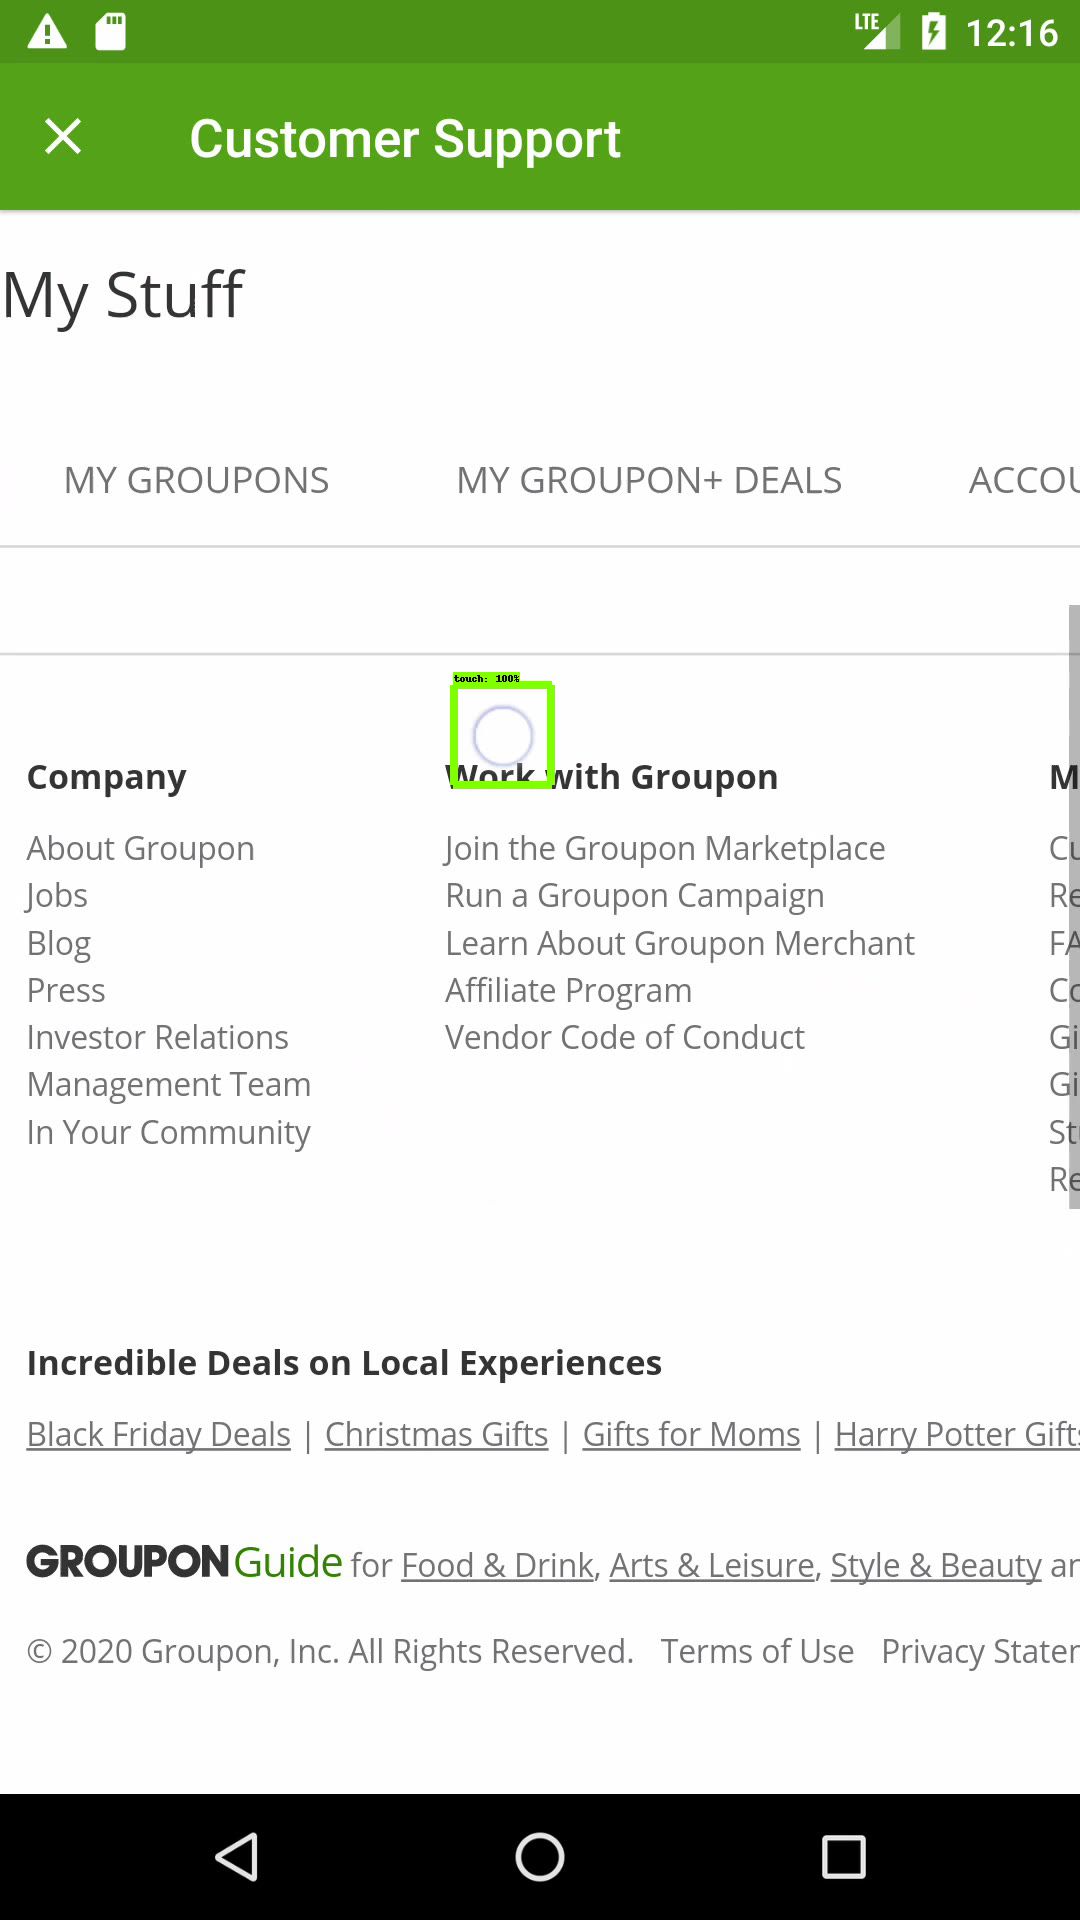 LTE 12:16
Customer Support
My Stuff
MY GROUPONS MY GROUPON+ DEALS ACCOU
touch: 100%
Company Work with Groupon M
About Groupon Join the Groupon Marketplace Cu
Jobs Run a Groupon Campaign Re
Blog Learn About Groupon Merchant FA
Press Affiliate Program Co
Investor Relations Vendor Code of Conduct Gi
Management Team Gi
In Your Community Stu
Re
Incredible Deals on Local Experiences
Black Friday Deals | Christmas Gifts | Gifts for Moms | Harry Potter Gifts
GROUPON Guide for Food & Drink, Arts & Leisure, Style & Beauty an
© 2020 Groupon, Inc. All Rights Reserved. Terms of Use Privacy Stater